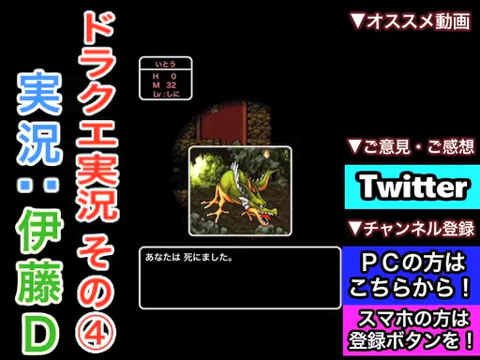 ドラクエ実況 その④
実況：伊藤D
いとう
H 0
M 32
Lv :しに
あなたは 死にました。
▼オススメ動画
▼ご意見・ご感想
Twitter
▼チャンネル登録
PCの方は
こちらから！
スマホの方は
登録ボタンを！